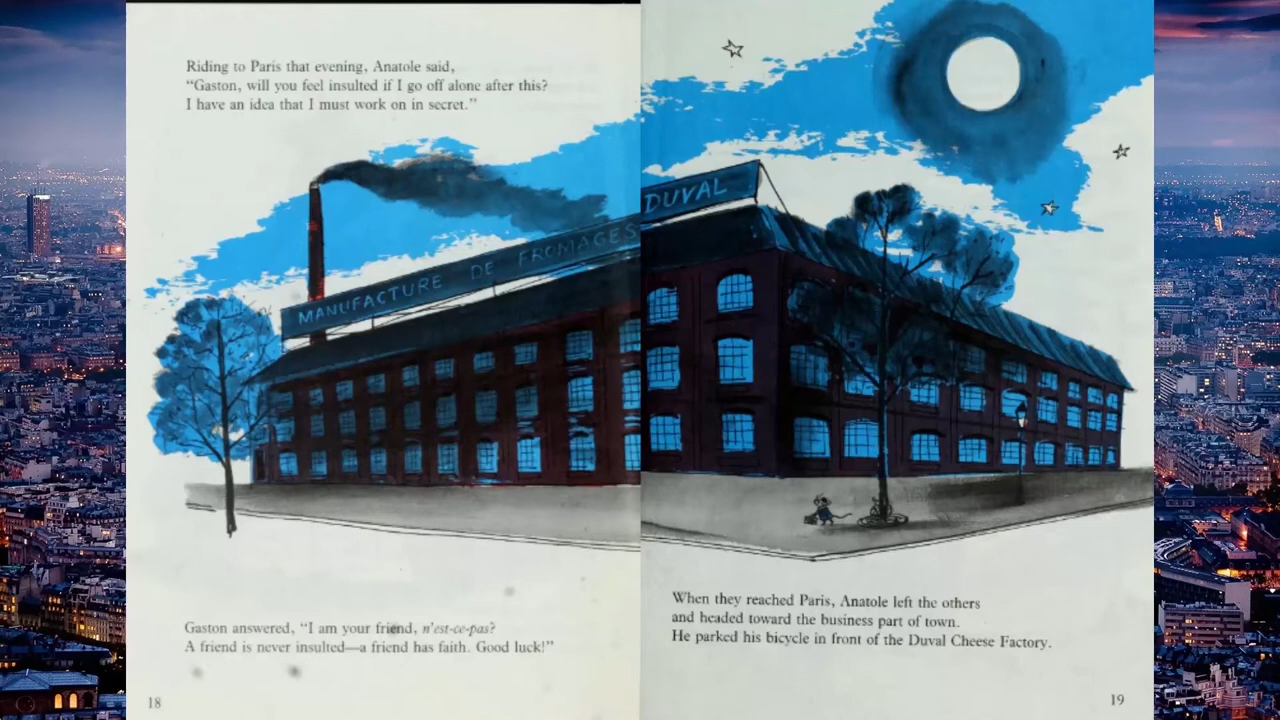 Riding to Paris that evening, Anatole said,
“Gaston, will you feel insulted if I go off alone after this?
I have an idea that I must work on in secret.”
MANUFACTURE DE FROMAGES DUVAL
Gaston answered, “I am your friend, n'est-ce-pas?
A friend is never insulted—a friend has faith. Good luck!”
18
When they reached Paris, Anatole left the others
and headed toward the business part of town.
He parked his bicycle in front of the Duval Cheese Factory.
19